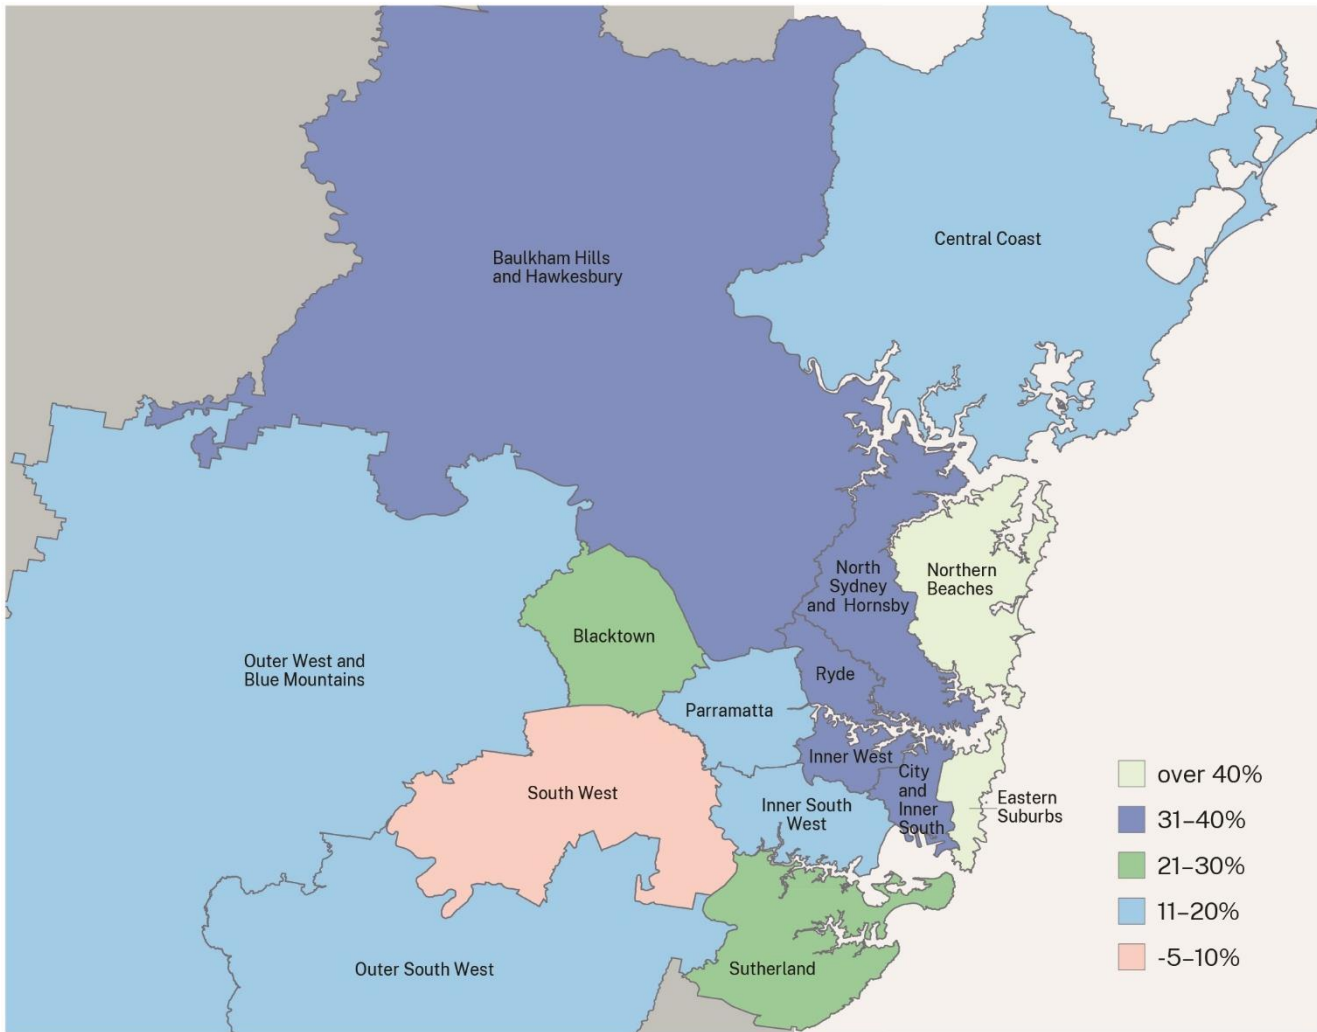 Central Coast
Baulkham Hills
and Hawkesbury
North
Sydney
and Hornsby
Northern
Beaches
Blacktown
Outer West and
Blue Mountains
Ryde
Parramatta
Inner West
City
and
Inner
South
South West
Inner South
West
Eastern
Suburbs
Outer South West
Sutherland
over 40%
31–40%
21–30%
11–20%
-5–10%